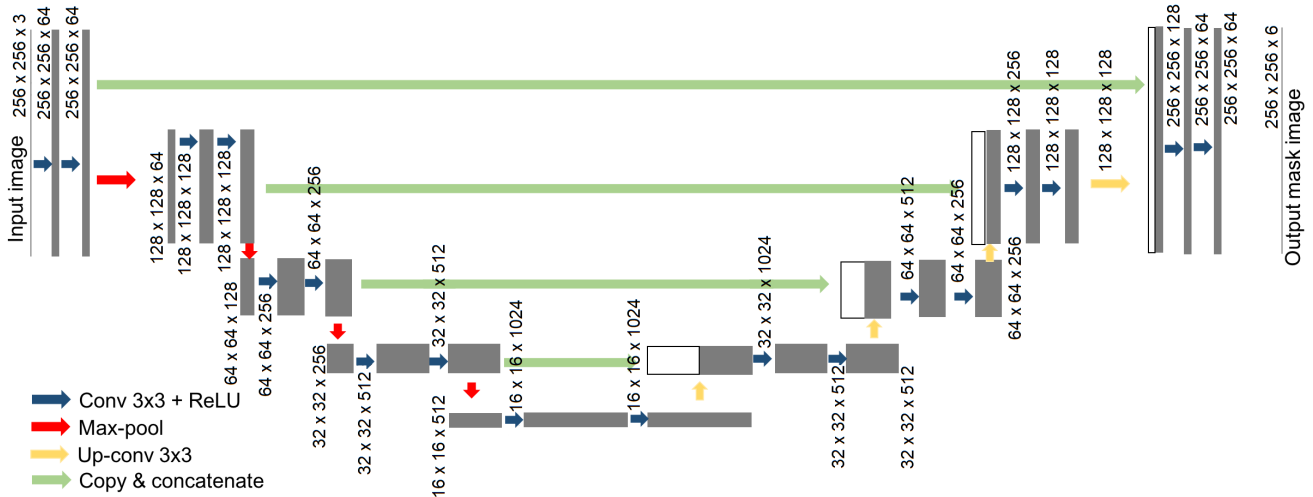 Input image
256 x 256 x 3
256 x 256 x 64
256 x 256 x 64
128 x 128 x 64
128 x 128 x 128
128 x 128 x 128
64 x 64 x 128
64 x 64 x 256
64 x 64 x 256
32 x 32 x 256
32 x 32 x 512
32 x 32 x 512
16 x 16 x 512
16 x 16 x 1024
16 x 16 x 1024
32 x 32 x 1024
32 x 32 x 512
32 x 32 x 512
64 x 64 x 512
64 x 64 x 256
64 x 64 x 256
128 x 128 x 256
128 x 128 x 128
128 x 128 x 128
256 x 256 x 128
256 x 256 x 64
256 x 256 x 64
256 x 256 x 6
Output mask image
Conv 3x3 + ReLU
Max-pool
Up-conv 3x3
Copy & concatenate